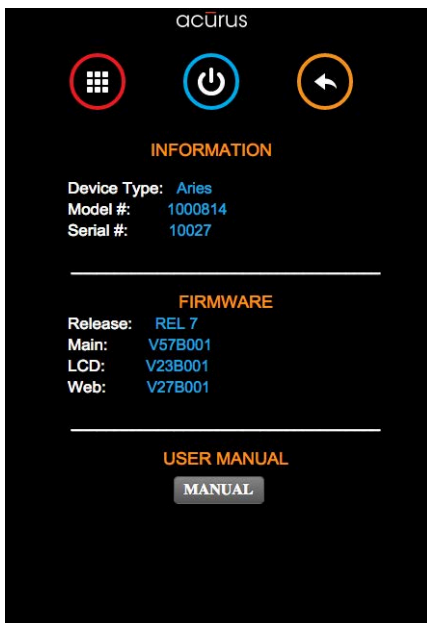 acūrus
INFORMATION
Device Type: Aries
Model #: 1000814
Serial #: 10027
FIRMWARE
Release: REL 7
Main: V57B001
LCD: V23B001
Web: V27B001
USER MANUAL
MANUAL